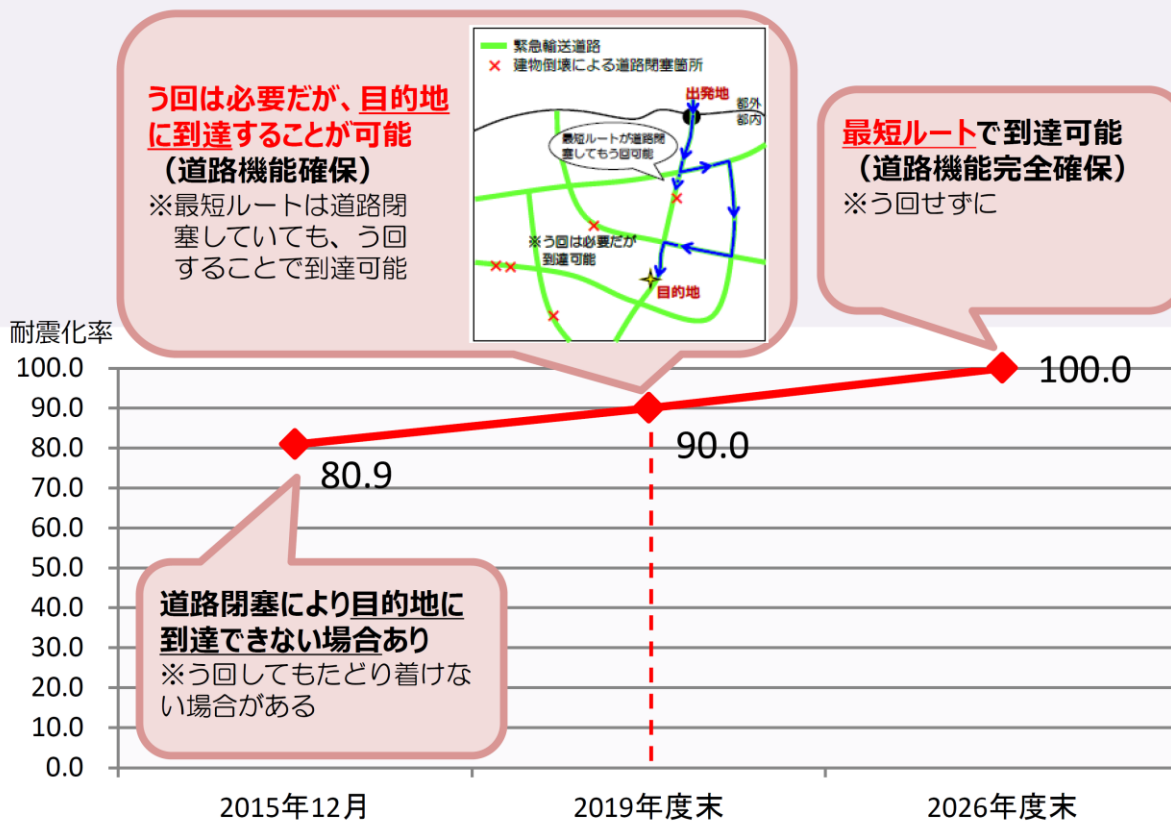 う回は必要だが、目的地
に到達することが可能
（道路機能確保）
※最短ルートは道路閉
塞していても、う回
することで到達可能
緊急輸送道路
× 建物倒壊による道路閉塞箇所
出発地
都外
都内
最短ルートが道路閉
塞してもう回可能
※う回は必要だが
到達可能
目的地
最短ルートで到達可能
（道路機能完全確保）
※う回せずに
耐震化率
100.0
90.0
80.0
70.0
60.0
50.0
40.0
30.0
20.0
10.0
0.0
80.9
90.0
100.0
道路閉塞により目的地に
到達できない場合あり
※う回してもたどり着けな
い場合がある
2015年12月
2019年度末
2026年度末